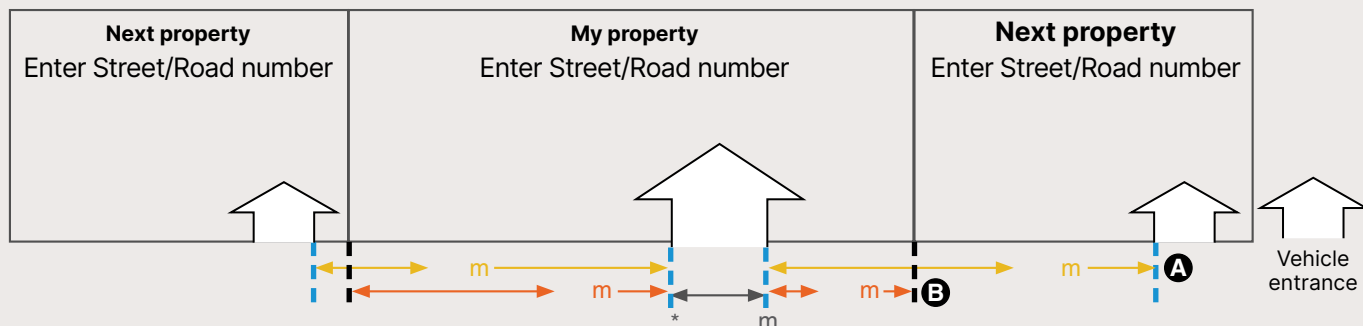 Next property
Enter Street/Road number
My property
Enter Street/Road number
Next property
Enter Street/Road number
m
m
A
m
m
B
* m
Vehicle
entrance